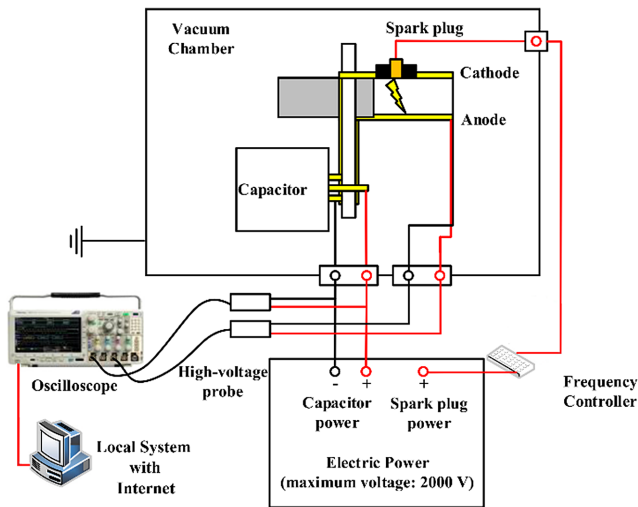 Vacuum
Chamber
Spark plug
Cathode
Anode
Capacitor
Oscilloscope
High-voltage
probe
- + +
Capacitor
power
Spark plug
power
Frequency
Controller
Local System
with
Internet
Electric Power
(maximum voltage: 2000 V)